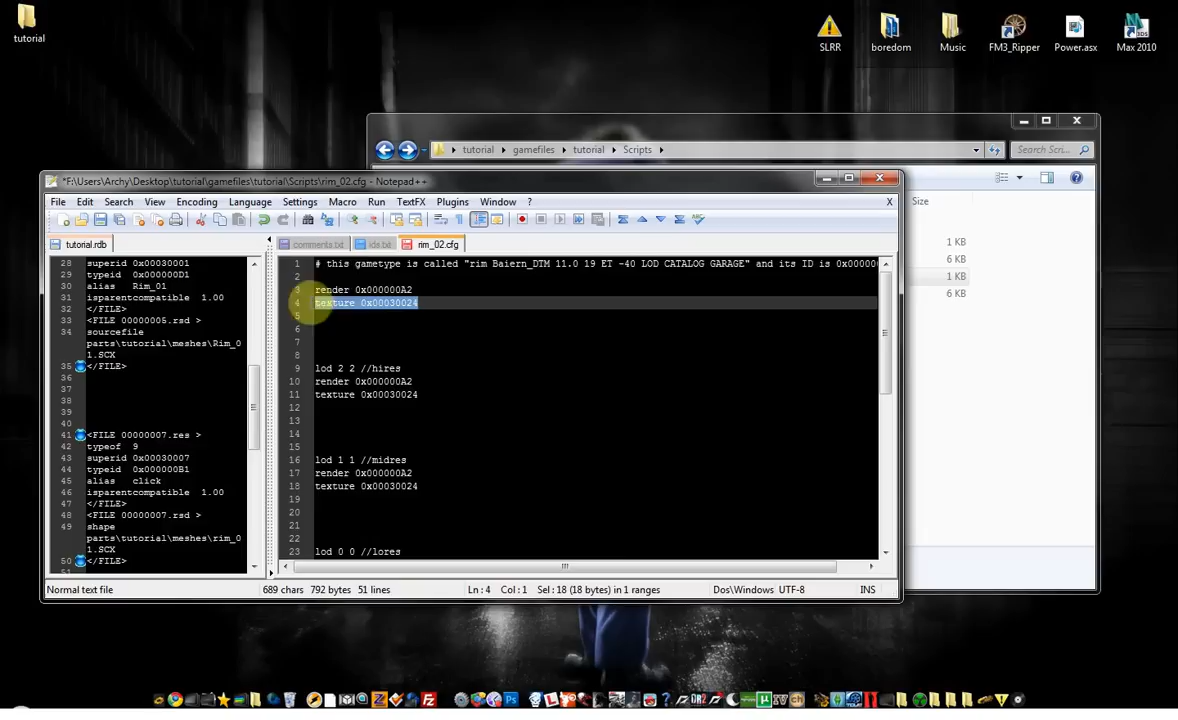 tutorial
SLRR
boredom
Music
FM3_Ripper
Power.asx
Max 2010
tutorial
gamefiles
tutorial
Scripts
Search Scri...
*F:\Users\Archy\Desktop\tutorial\gamefiles\tutorial\Scripts\rim_02.cfg - Notepad++
Size
File Edit Search View Encoding Language Settings Macro Run TextFX Plugins Window ?
X
1 KB
6 KB
1 KB
6 KB
tutorial.rdb
comments.txt
ids.txt
rim_02.cfg
28 superid 0x00030001
29 typeid 0x000000D1
30 alias Rim_01
31 isparentcompatible 1.00
32 </FILE>
33 <FILE 00000005.rsd >
34 sourcefile
parts\tutorial\meshes\Rim_0
1.SCX
35 </FILE>
36
37
38
39
40
41 <FILE 00000007.res >
42 typeof 9
43 superid 0x00030007
44 typeid 0x000000B1
45 alias click
46 isparentcompatible 1.00
47 </FILE>
48 <FILE 00000007.rsd >
49 shape
parts\tutorial\meshes\rim_0
1.SCX
50 </FILE>
1 # this gametype is called "rim Baiern_DTM 11.0 19 ET -40 LOD CATALOG GARAGE" and its ID is 0x00000
2
3 render 0x000000A2
4 texture 0x00030024
5
6
7
8
9 lod 2 2 //hires
10 render 0x000000A2
11 texture 0x00030024
12
13
14
15
16 lod 1 1 //midres
17 render 0x000000A2
18 texture 0x00030024
19
20
21
22
23 lod 0 0 //lores
Normal text file
689 chars 792 bytes 51 lines
Ln : 4 Col : 1 Sel : 18 (18 bytes) in 1 ranges
Dos\Windows UTF-8
INS